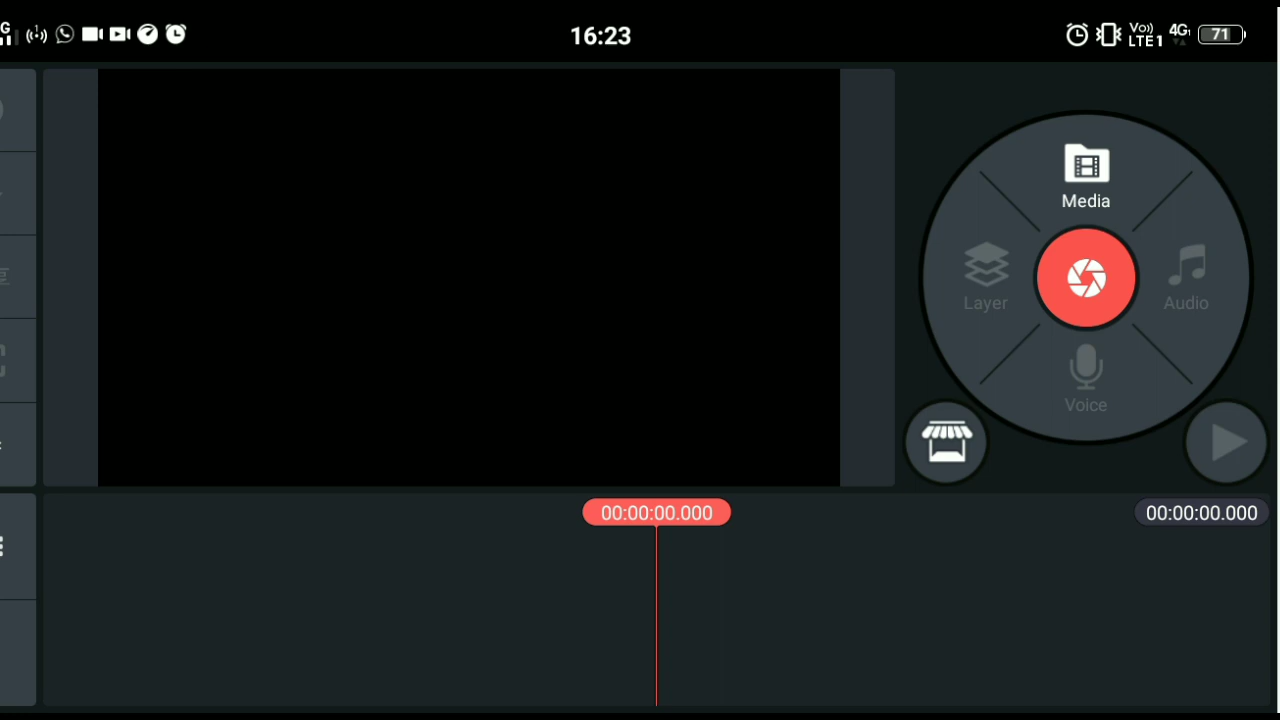 G
16:23
Vo))
LTE1
4G
71
Media
Layer
Audio
Voice
00:00:00.000
00:00:00.000